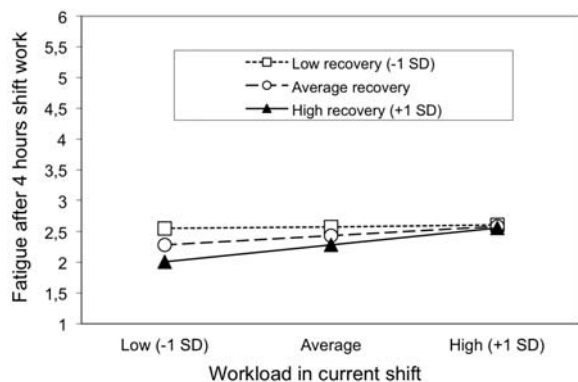 6
5,5
5
4,5
4
3,5
3
2,5
2
1,5
1
Fatigue after 4 hours shift work
Low recovery (-1 SD)
Average recovery
High recovery (+1 SD)
Low (-1 SD) Average High (+1 SD)
Workload in current shift